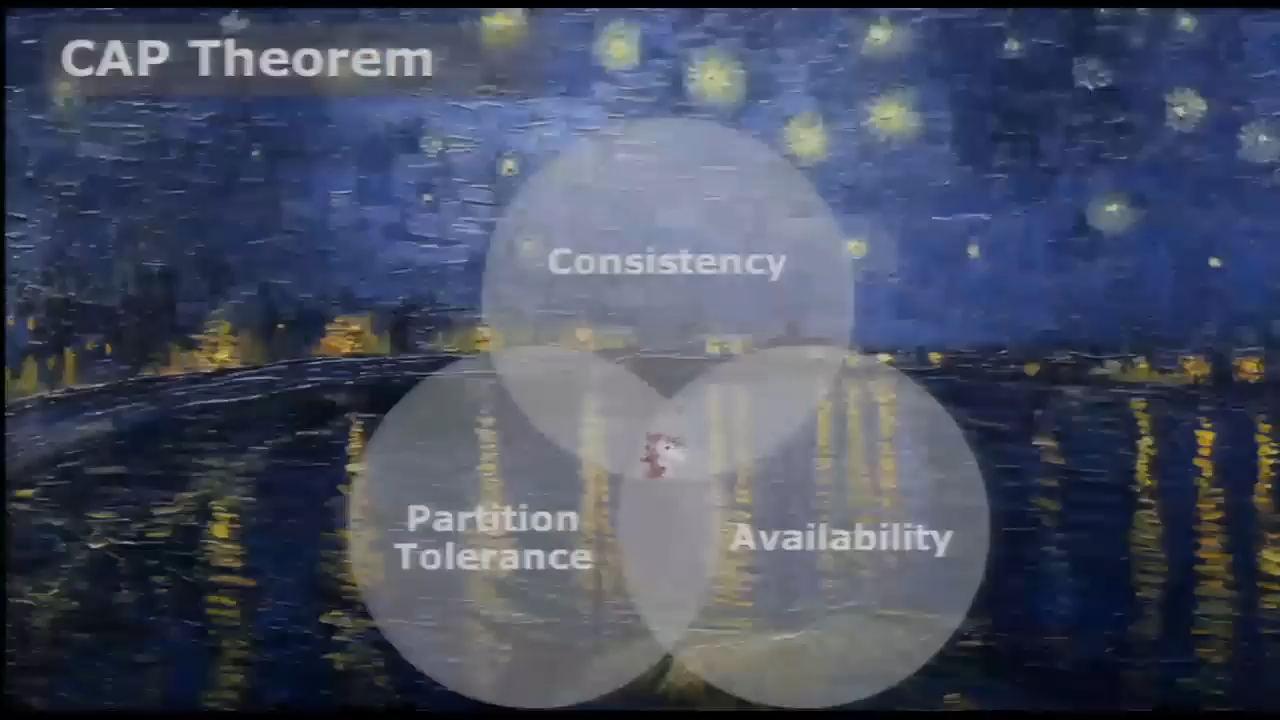 CAP Theorem
Consistency
Partition
Tolerance
Availability